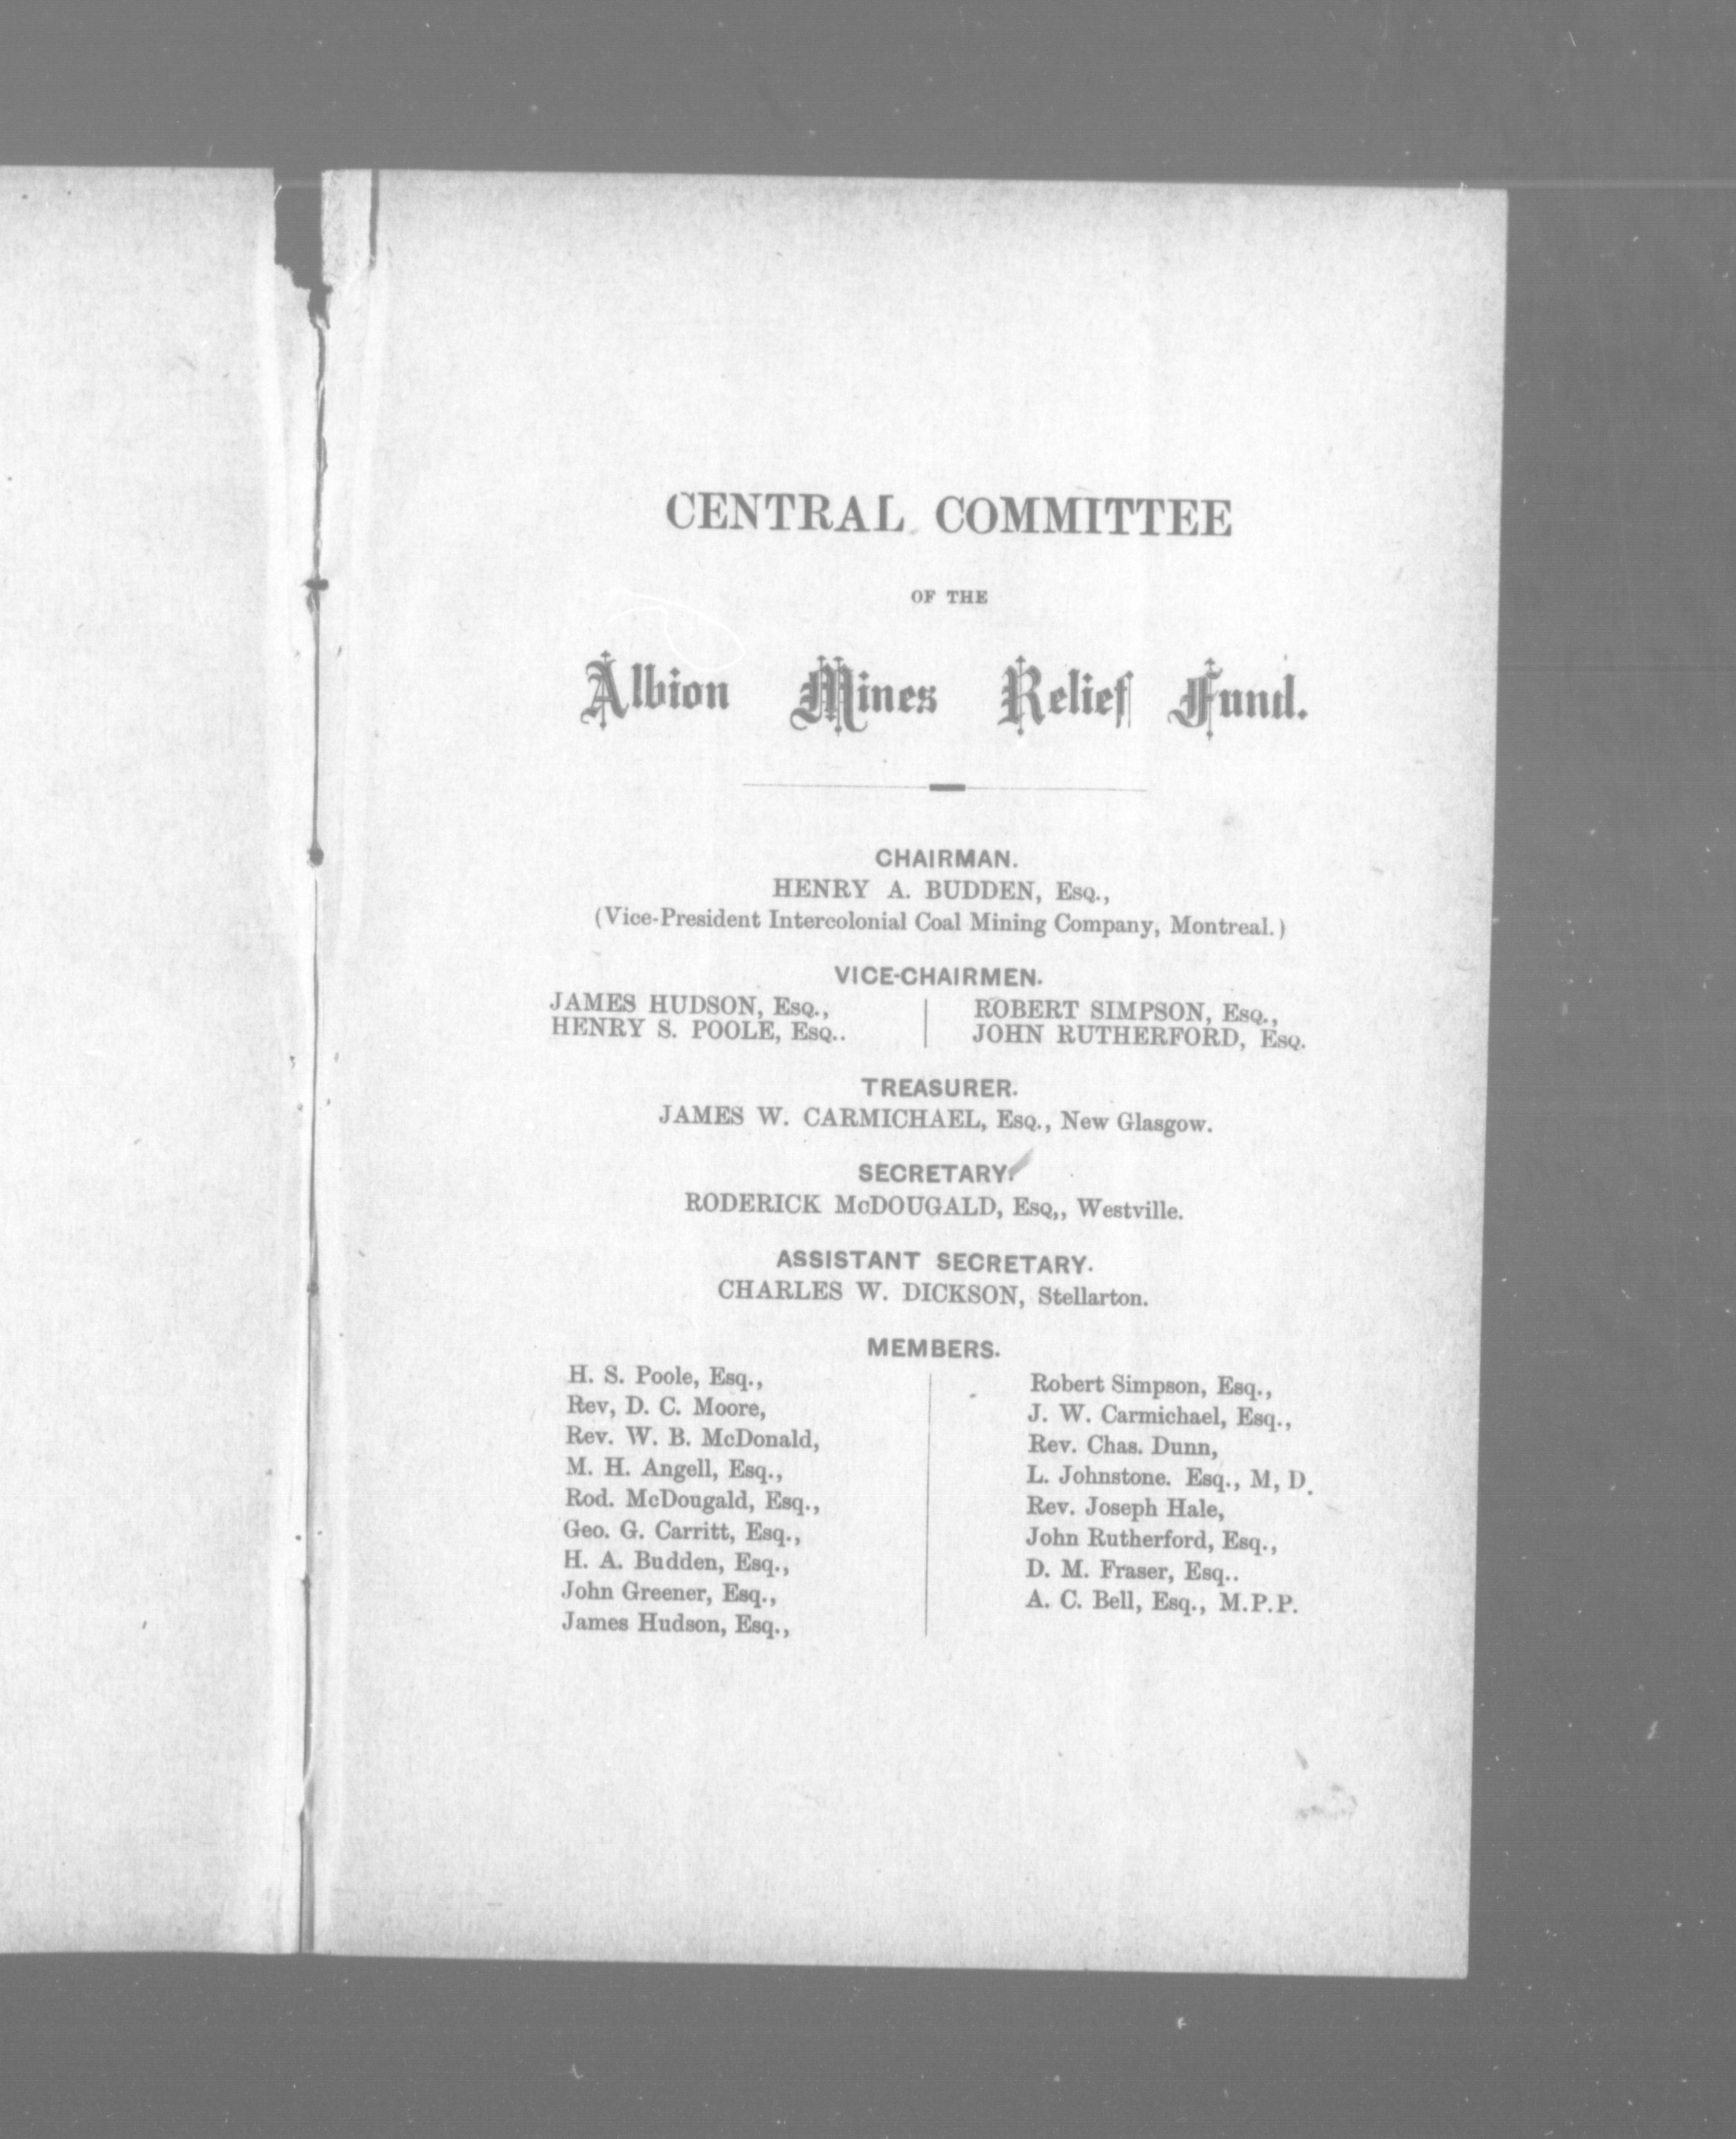 CENTRAL COMMITTEE
OF THE
Albion Mines Relief Fund.
CHAIRMAN.
HENRY A. BUDDEN, Esq.,
(Vice-President Intercolonial Coal Mining Company, Montreal.)
VICE-CHAIRMEN.
JAMES HUDSON, Esq.,
HENRY S. POOLE, Esq..
ROBERT SIMPSON, Esq.,
JOHN RUTHERFORD, Esq.
TREASURER.
JAMES W. CARMICHAEL, Esq., New Glasgow.
SECRETARY.
RODERICK McDOUGALD, Esq,, Westville.
ASSISTANT SECRETARY.
CHARLES W. DICKSON, Stellarton.
MEMBERS.
H. S. Poole, Esq.,
Rev, D. C. Moore,
Rev. W. B. McDonald,
M. H. Angell, Esq.,
Rod. McDougald, Esq.,
Geo. G. Carritt, Esq.,
H. A. Budden, Esq.,
John Greener, Esq.,
James Hudson, Esq.,
Robert Simpson, Esq.,
J. W. Carmichael, Esq.,
Rev. Chas. Dunn,
L. Johnstone. Esq., M, D.
Rev. Joseph Hale,
John Rutherford, Esq.,
D. M. Fraser, Esq..
A. C. Bell, Esq., M.P.P.